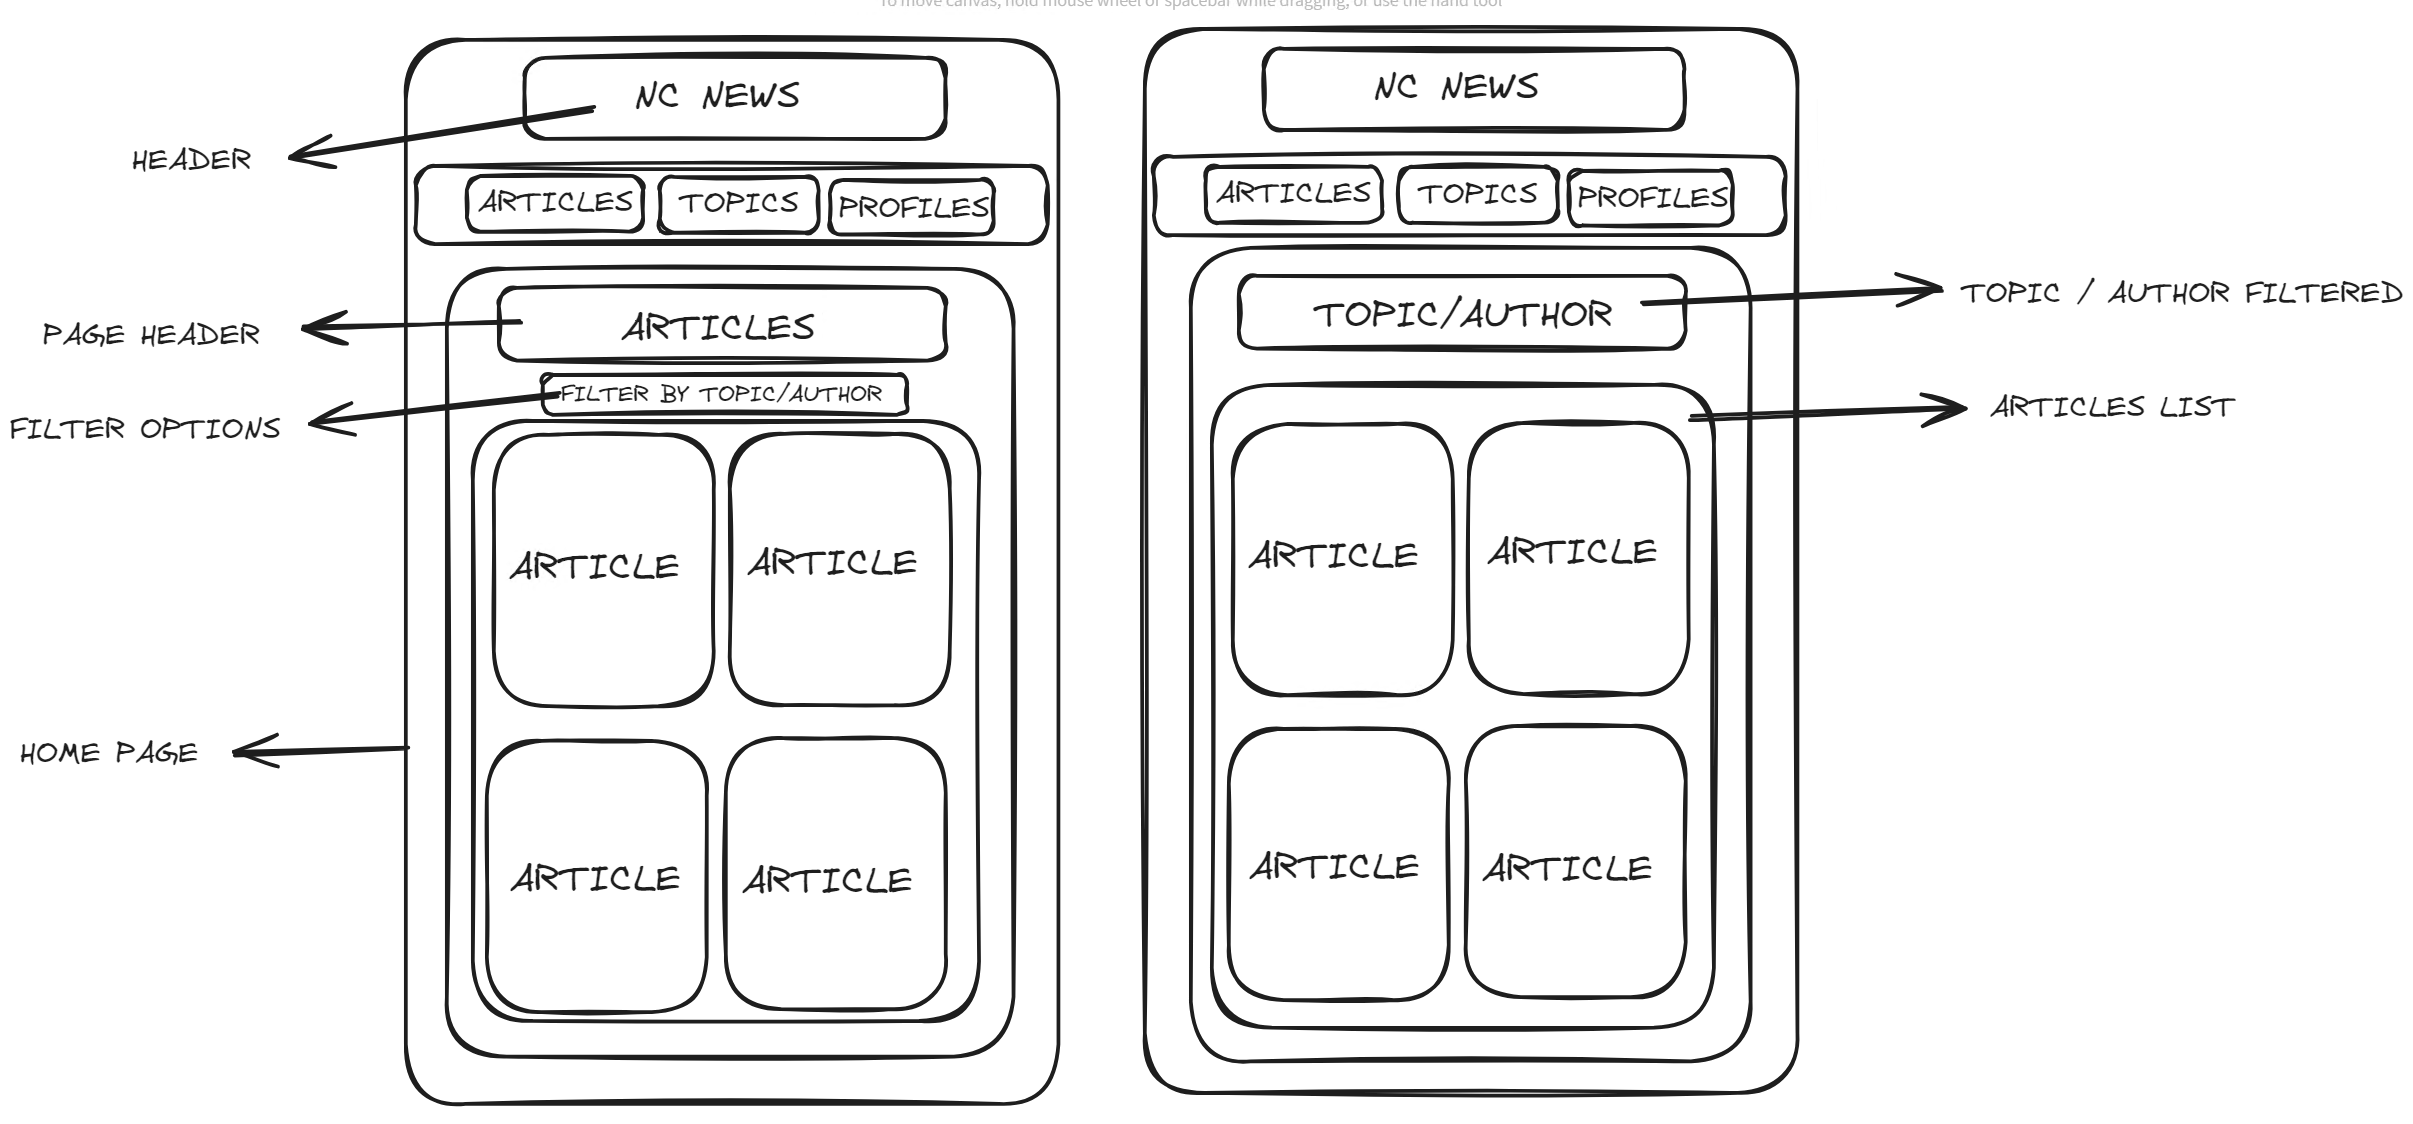 To move canvas, hold mouse wheel or spacebar while dragging, or use the hand tool
NC NEWS
HEADER
ARTICLES
TOPICS
PROFILES
PAGE HEADER
ARTICLES
FILTER BY TOPIC/AUTHOR
FILTER OPTIONS
ARTICLE
ARTICLE
HOME PAGE
ARTICLE
ARTICLE
NC NEWS
ARTICLES
TOPICS
PROFILES
TOPIC/AUTHOR
TOPIC / AUTHOR FILTERED
ARTICLES LIST
ARTICLE
ARTICLE
ARTICLE
ARTICLE